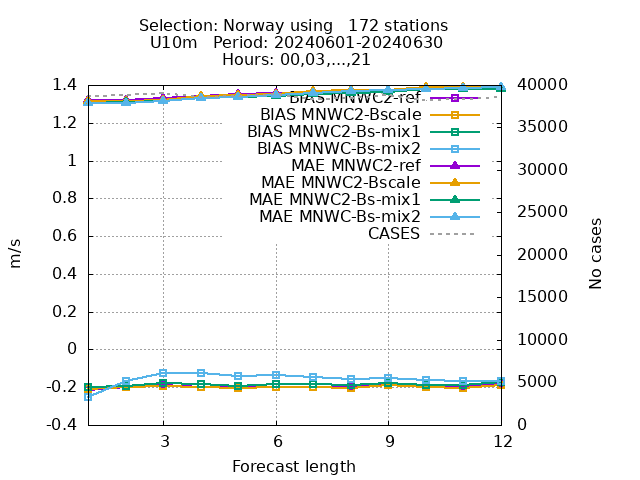 Selection: Norway using   172 stations
U10m   Period: 20240601-20240630
Hours: 00,03,...,21
1.4
1.2
1
0.8
0.6
0.4
0.2
0
-0.2
-0.4
m/s
BIAS MNWC2-ref
BIAS MNWC2-Bscale
BIAS MNWC2-Bs-mix1
BIAS MNWC-Bs-mix2
MAE MNWC2-ref
MAE MNWC2-Bscale
MAE MNWC2-Bs-mix1
MAE MNWC-Bs-mix2
CASES
40000
35000
30000
25000
20000
15000
10000
5000
0
No cases
3 6 9 12
Forecast length